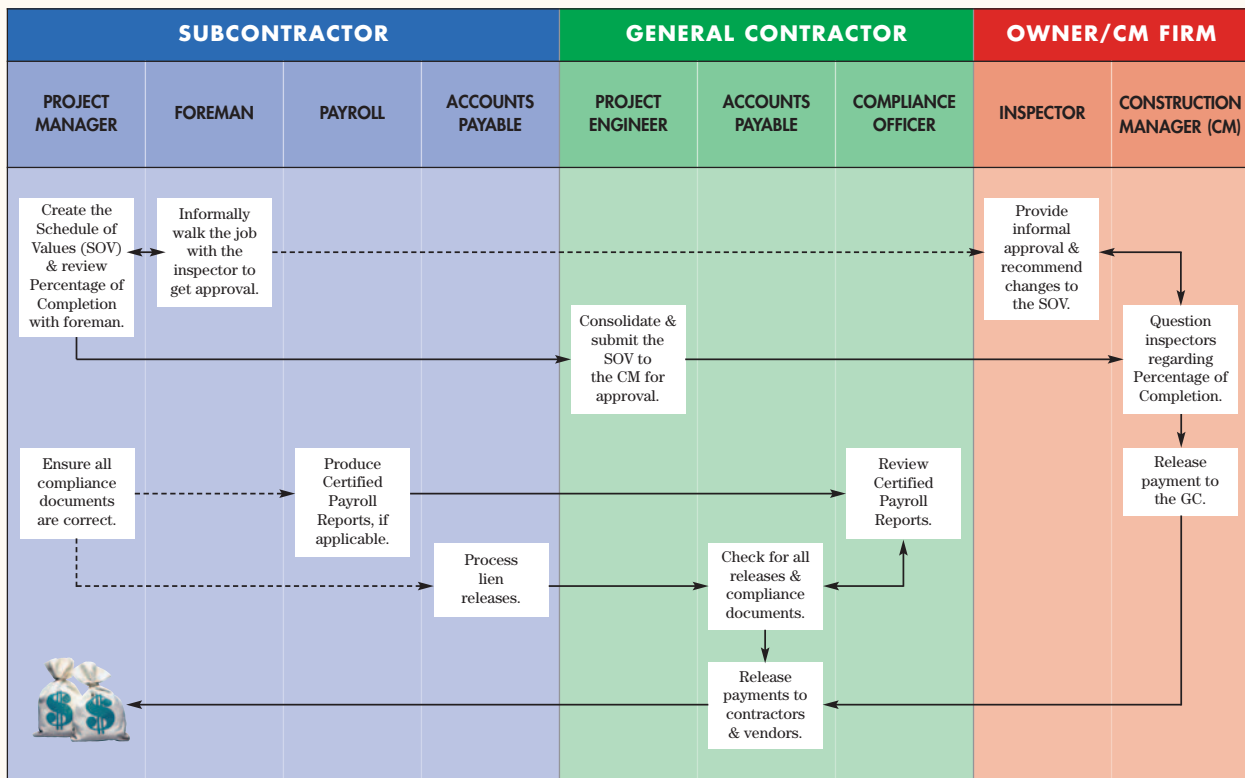 SUBCONTRACTOR
GENERAL CONTRACTOR
OWNER/CM FIRM
PROJECT
MANAGER
FOREMAN
PAYROLL
ACCOUNTS
PAYABLE
PROJECT
ENGINEER
ACCOUNTS
PAYABLE
COMPLIANCE
OFFICER
INSPECTOR
CONSTRUCTION
MANAGER (CM)
Create the
Schedule of
Values (SOV)
& review
Percentage of
Completion
with foreman.
Informally
walk the job
with the
inspector to
get approval.
Provide
informal
approval &
recommend
changes to
the SOV.
Consolidate &
submit the
SOV to
the CM for
approval.
Question
inspectors
regarding
Percentage of
Completion.
Ensure all
compliance
documents
are correct.
Produce
Certified
Payroll
Reports, if
applicable.
Review
Certified
Payroll
Reports.
Release
payment to
the GC.
Process
lien
releases.
Check for all
releases &
compliance
documents.
Release
payments to
contractors
& vendors.
$
$